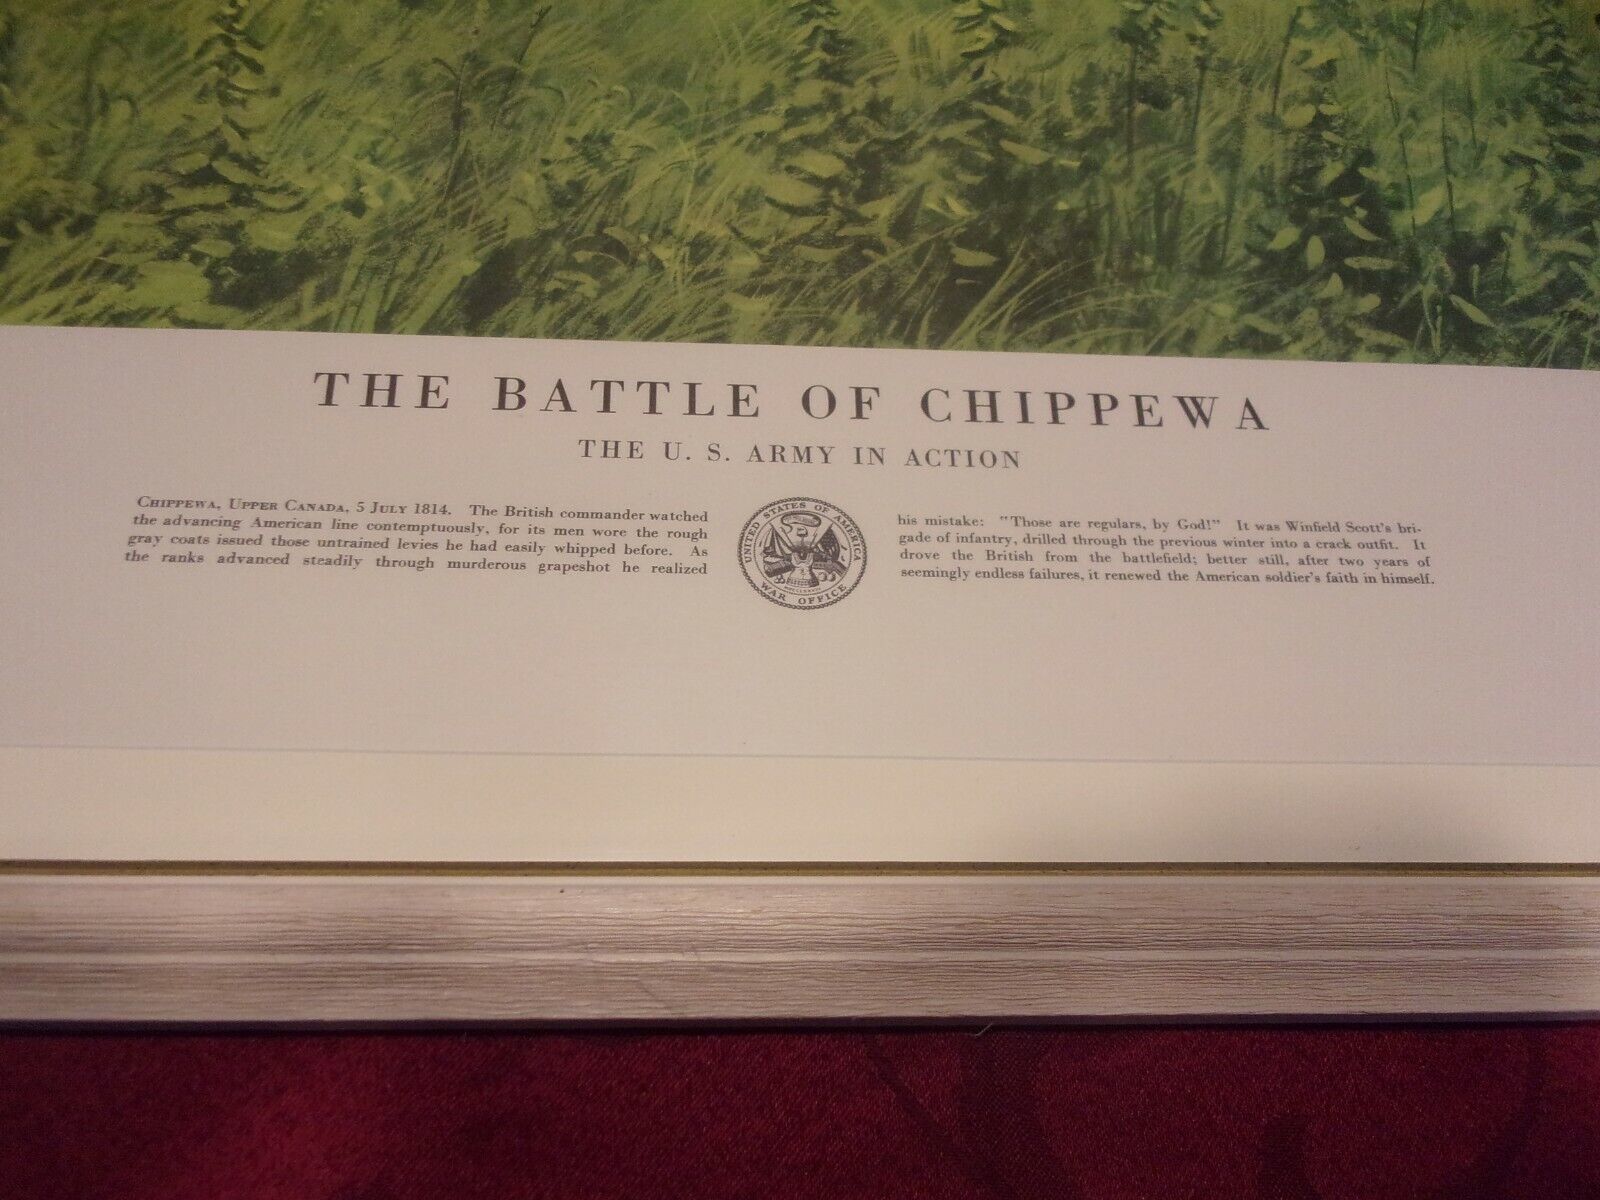 THE BATTLE OF CHIPPEWA
THE U. S. ARMY IN ACTION
CHIPPEWA, UPPER CANADA, 5 JULY 1814. The British commander watched
the advancing American line contemptuously, for its men wore the rough
gray coats issued those untrained levies he had easily whipped before. As
the ranks advanced steadily through murderous grapeshot he realized
UNITED STATES OF AMERICA
WAR OFFICE
his mistake: "Those are regulars, by God!" It was Winfield Scott's bri-
gade of infantry, drilled through the previous winter into a crack outfit. It
drove the British from the battlefield; better still, after two years of
seemingly endless failures, it renewed the American soldier's faith in himself.